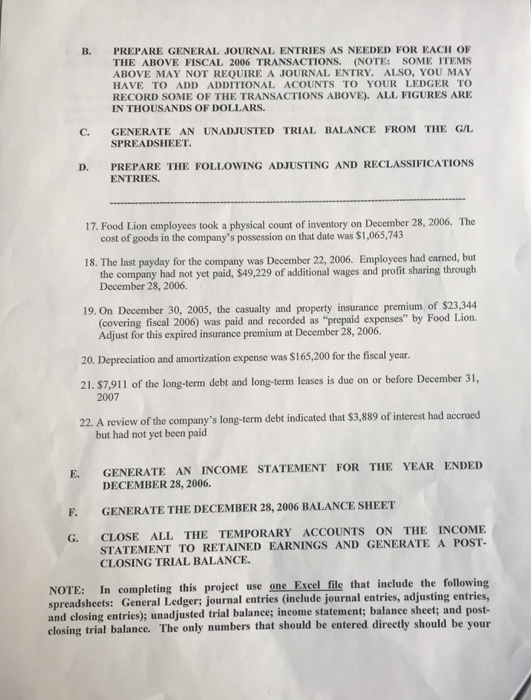 B. PREPARE GENERAL JOURNAL ENTRIES AS NEEDED FOR EACH OF
THE ABOVE FISCAL 2006 TRANSACTIONS. (NOTE: SOME ITEMS
ABOVE MAY NOT REQUIRE A JOURNAL ENTRY. ALSO, YOU MAY
HAVE TO ADD ADDITIONAL ACOUNTS TO YOUR LEDGER TO
RECORD SOME OF THE TRANSACTIONS ABOVE). ALL FIGURES ARE
IN THOUSANDS OF DOLLARS.
C. GENERATE AN UNADJUSTED TRIAL BALANCE FROM THE G/L
SPREADSHEET.
D. PREPARE THE FOLLOWING ADJUSTING AND RECLASSIFICATIONS
ENTRIES.
17. Food Lion employees took a physical count of inventory on December 28, 2006. The
cost of goods in the company's possession on that date was $1,065,743
18. The last payday for the company was December 22, 2006. Employees had earned, but
the company had not yet paid, $49,229 of additional wages and profit sharing through
December 28, 2006.
19. On December 30, 2005, the casualty and property insurance premium of $23,344
(covering fiscal 2006) was paid and recorded as "prepaid expenses" by Food Lion.
Adjust for this expired insurance premium at December 28, 2006.
20. Depreciation and amortization expense was $165,200 for the fiscal year.
21. $7,911 of the long-term debt and long-term leases is due on or before December 31,
2007
22. A review of the company's long-term debt indicated that $3,889 of interest had accrued
but had not yet been paid
E. GENERATE AN INCOME STATEMENT FOR THE YEAR ENDED
DECEMBER 28, 2006.
F. GENERATE THE DECEMBER 28, 2006 BALANCE SHEET
G. CLOSE ALL THE TEMPORARY ACCOUNTS ON THE INCOME
STATEMENT TO RETAINED EARNINGS AND GENERATE A POST-
CLOSING TRIAL BALANCE.
NOTE: In completing this project use one Excel file that include the following
spreadsheets: General Ledger; journal entries (include journal entries, adjusting entries,
and closing entries); unadjusted trial balance; income statement; balance sheet; and post-
closing trial balance. The only numbers that should be entered directly should be your